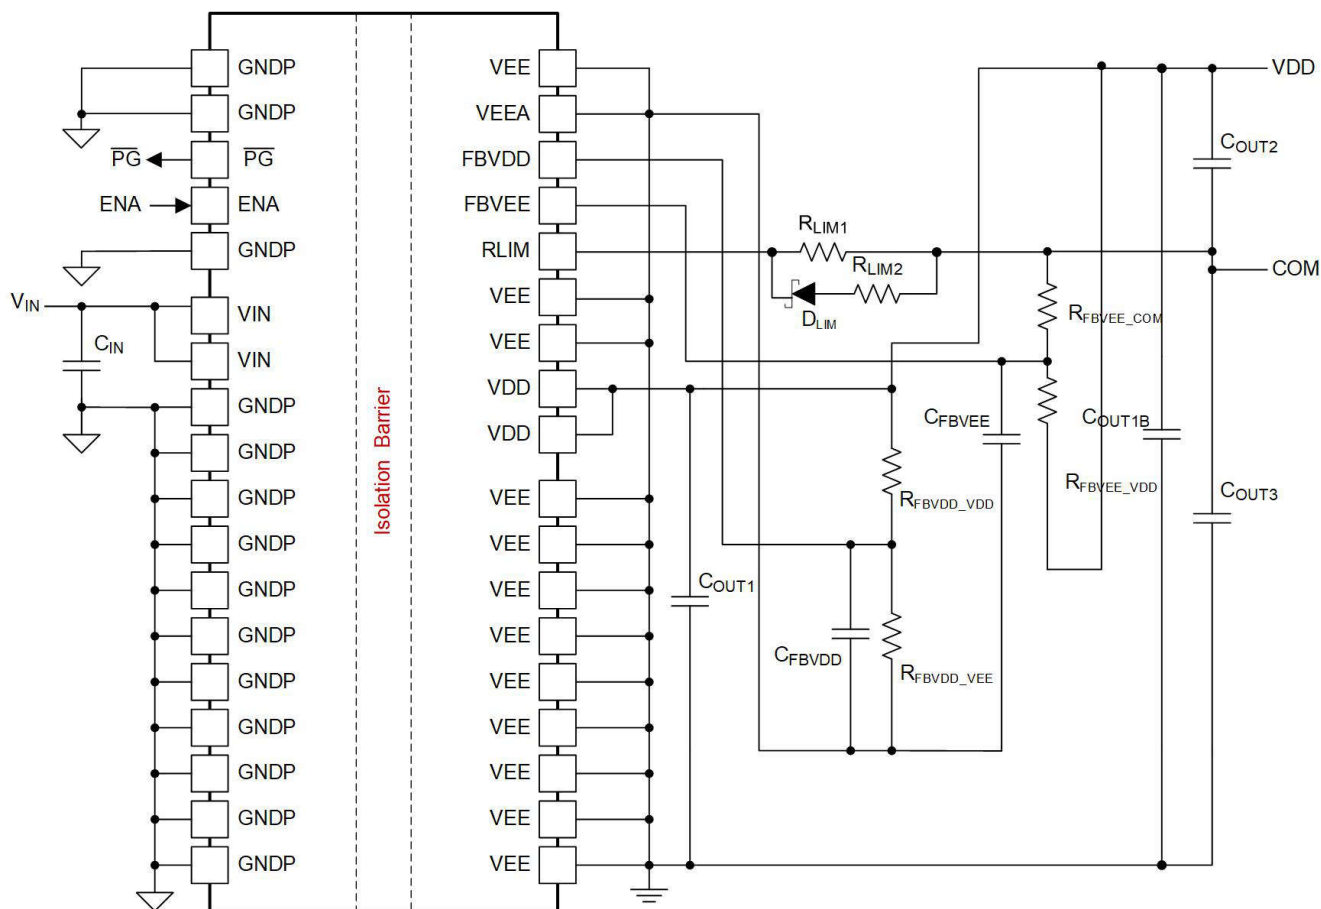 GNDP
VEE
GNDP
VEEA
VDD
PG
PG
FBVDD
COUT2
ENA
ENA
FBVEE
RLIM1
GNDP
RLIM
RLIM2
COM
VIN
VIN
VEE
DLIM
RFBVEE_COM
CIN
VIN
VEE
GNDP
VDD
CFBVEE
COUT1B
GNDP
VDD
RFBVEE_VDD
COUT3
GNDP
VEE
RFBVDD_VDD
Isolation Barrier
GNDP
VEE
GNDP
VEE
COUT1
GNDP
VEE
CFBVDD
RFBVDD_VEE
GNDP
VEE
GNDP
VEE
GNDP
VEE
GNDP
VEE
GNDP
VEE